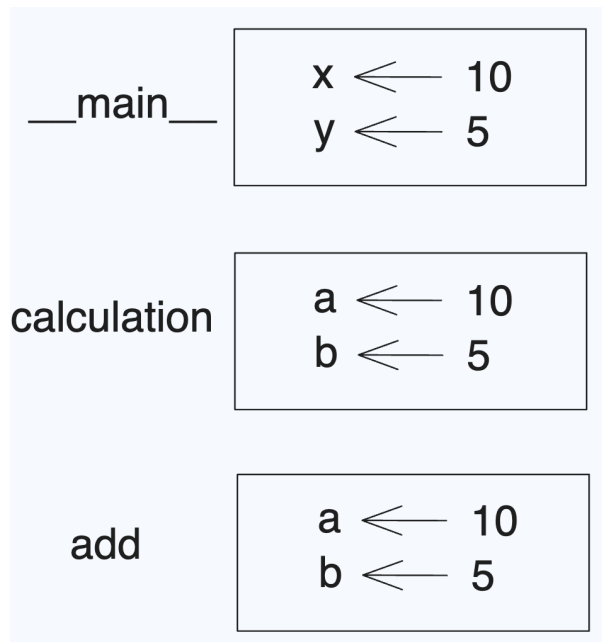 __main__
x ← 10
y ← 5
calculation
a ← 10
b ← 5
add
a ← 10
b ← 5